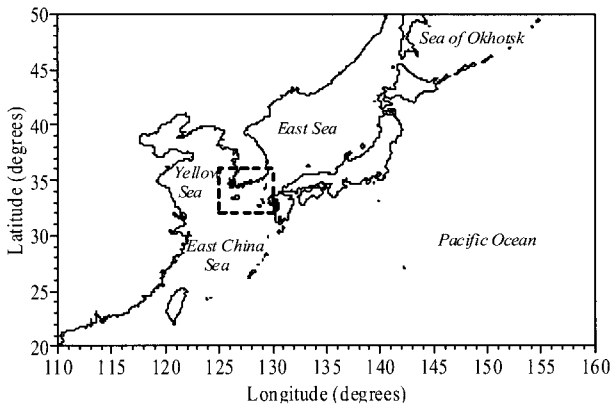 50
Sea of Okhotsk
45
40
East Sea
35
Yellow
Sea
30
East China
Sea
Pacific Ocean
25
20
110 115 120 125 130 135 140 145 150 155 160
Latitude (degrees)
Longitude (degrees)